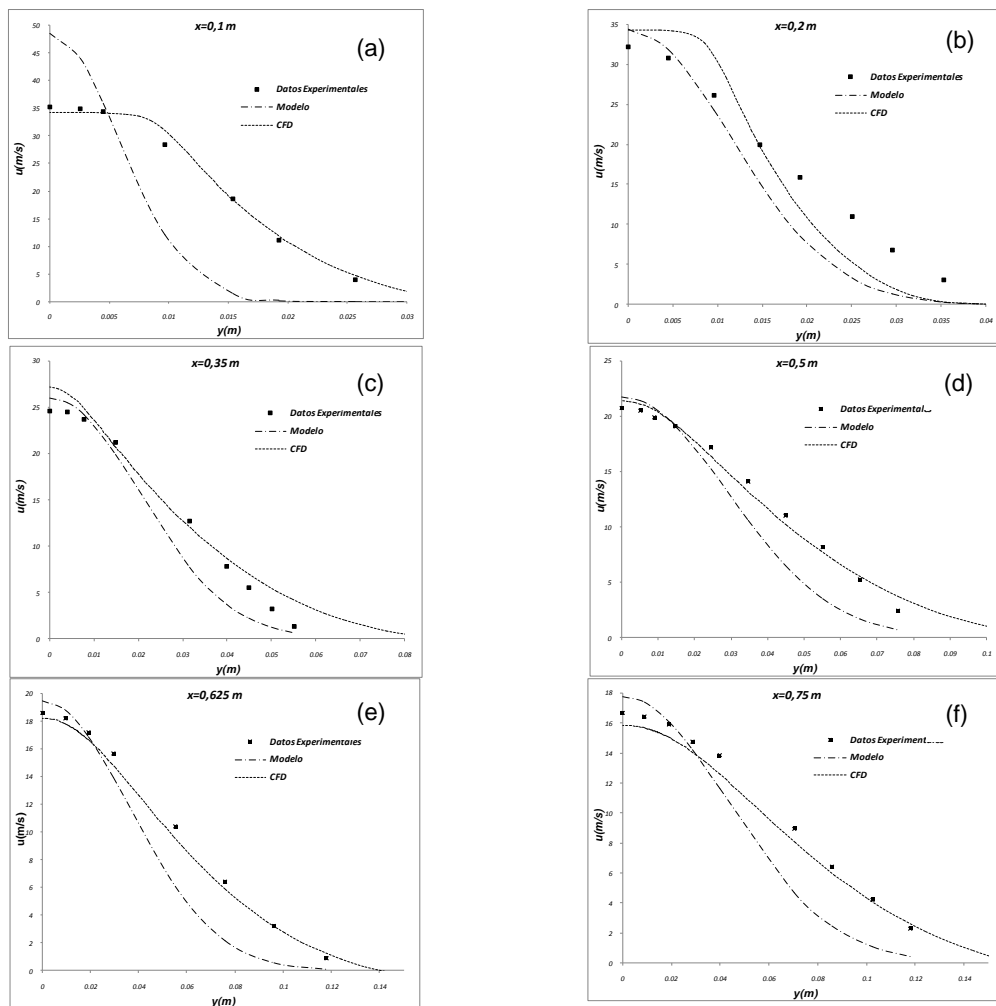 x=0,1 m
(a)
50
45
40
35
30
25
20
15
10
5
0
u(m/s)
Datos Experimentales
Modelo
CFD
0 0.005 0.01 0.015 0.02 0.025 0.03
y(m)
x=0,2 m
(b)
35
30
25
20
15
10
5
0
u(m/s)
Datos Experimentales
Modelo
CFD
0 0.005 0.01 0.015 0.02 0.025 0.03 0.035 0.04
y(m)
x=0,35 m
(c)
30
25
20
15
10
5
0
u(m/s)
Datos Experimentales
Modelo
CFD
0 0.01 0.02 0.03 0.04 0.05 0.06 0.07 0.08
y(m)
x=0,5 m
(d)
25
20
15
10
5
0
u(m/s)
Datos Experimental..
Modelo
CFD
0 0.01 0.02 0.03 0.04 0.05 0.06 0.07 0.08 0.09 0.1
y(m)
x=0,625 m
(e)
20
18
16
14
12
10
8
6
4
2
0
u(m/s)
Datos Experimentales
Modelo
CFD
0 0.02 0.04 0.06 0.08 0.1 0.12 0.14
y(m)
x=0,75 m
(f)
18
16
14
12
10
8
6
4
2
0
u(m/s)
Datos Experiment
Modelo
CFD
0 0.02 0.04 0.06 0.08 0.1 0.12 0.14
y(m)